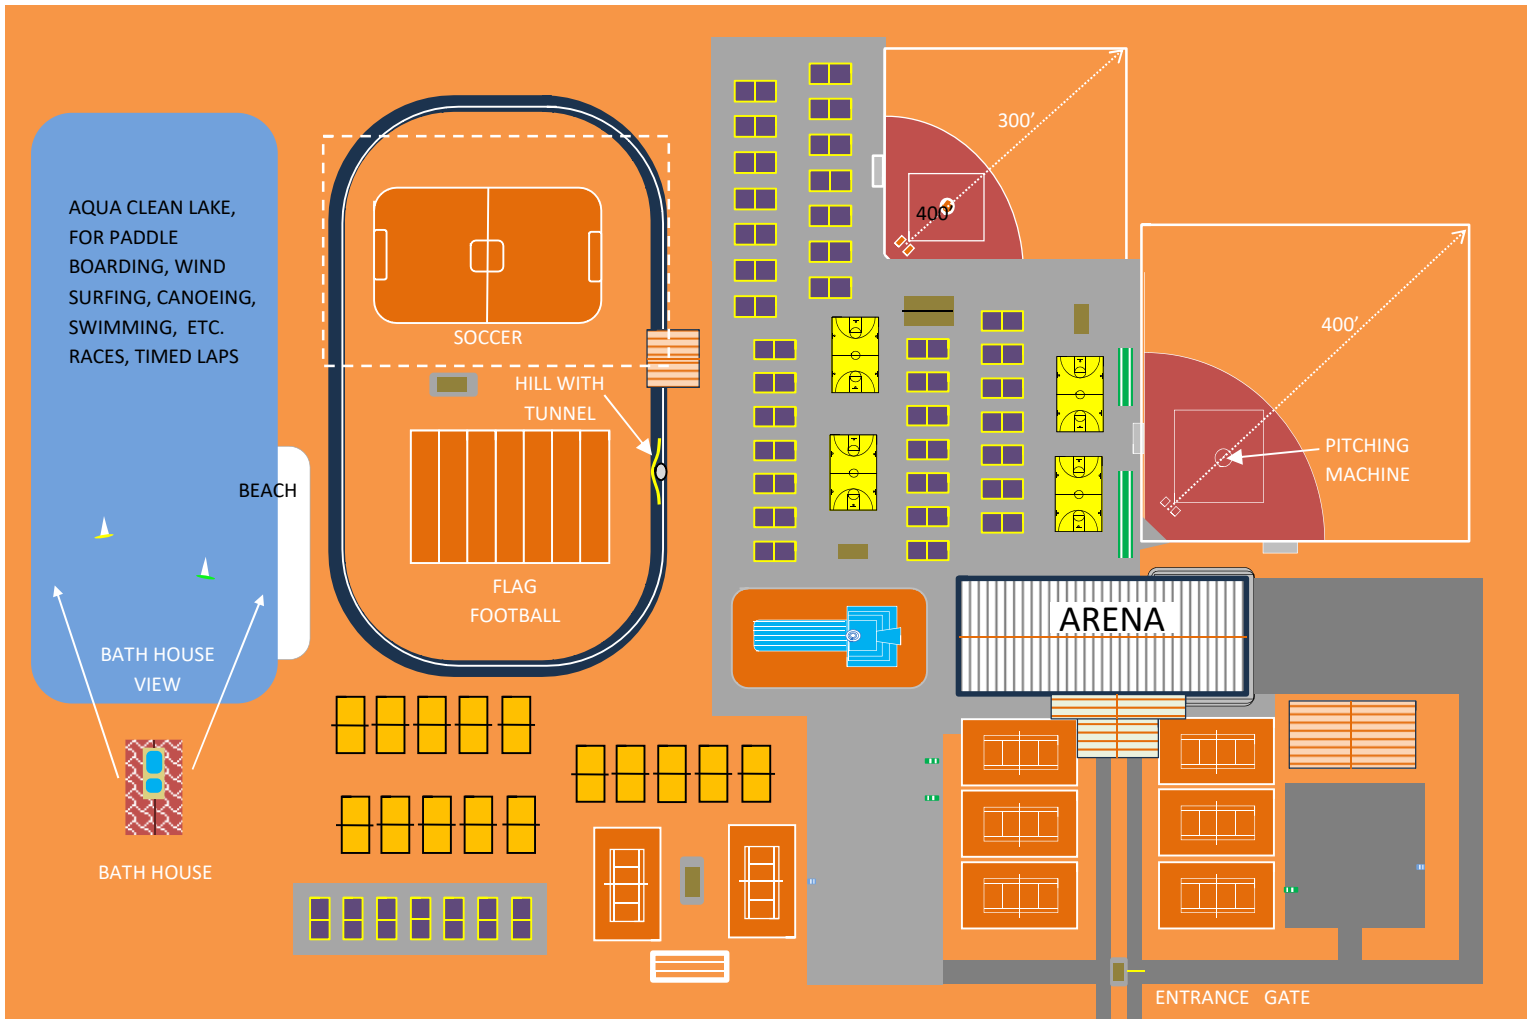 AQUA CLEAN LAKE,
FOR PADDLE
BOARDING, WIND
SURFING, CANOEING,
SWIMMING, ETC.
RACES, TIMED LAPS
BEACH
BATH HOUSE
VIEW
BATH HOUSE
SOCCER
HILL WITH
TUNNEL
FLAG
FOOTBALL
300’
400’
400’
PITCHING
MACHINE
ARENA
ENTRANCE GATE